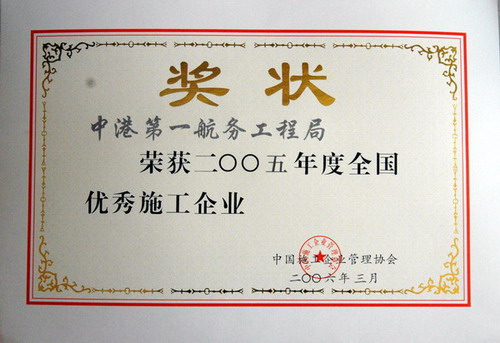 奖状
中港第一航务工程局
荣获二〇〇五年度全国
优秀施工企业
中国施工企业管理协会
二〇〇六年三月